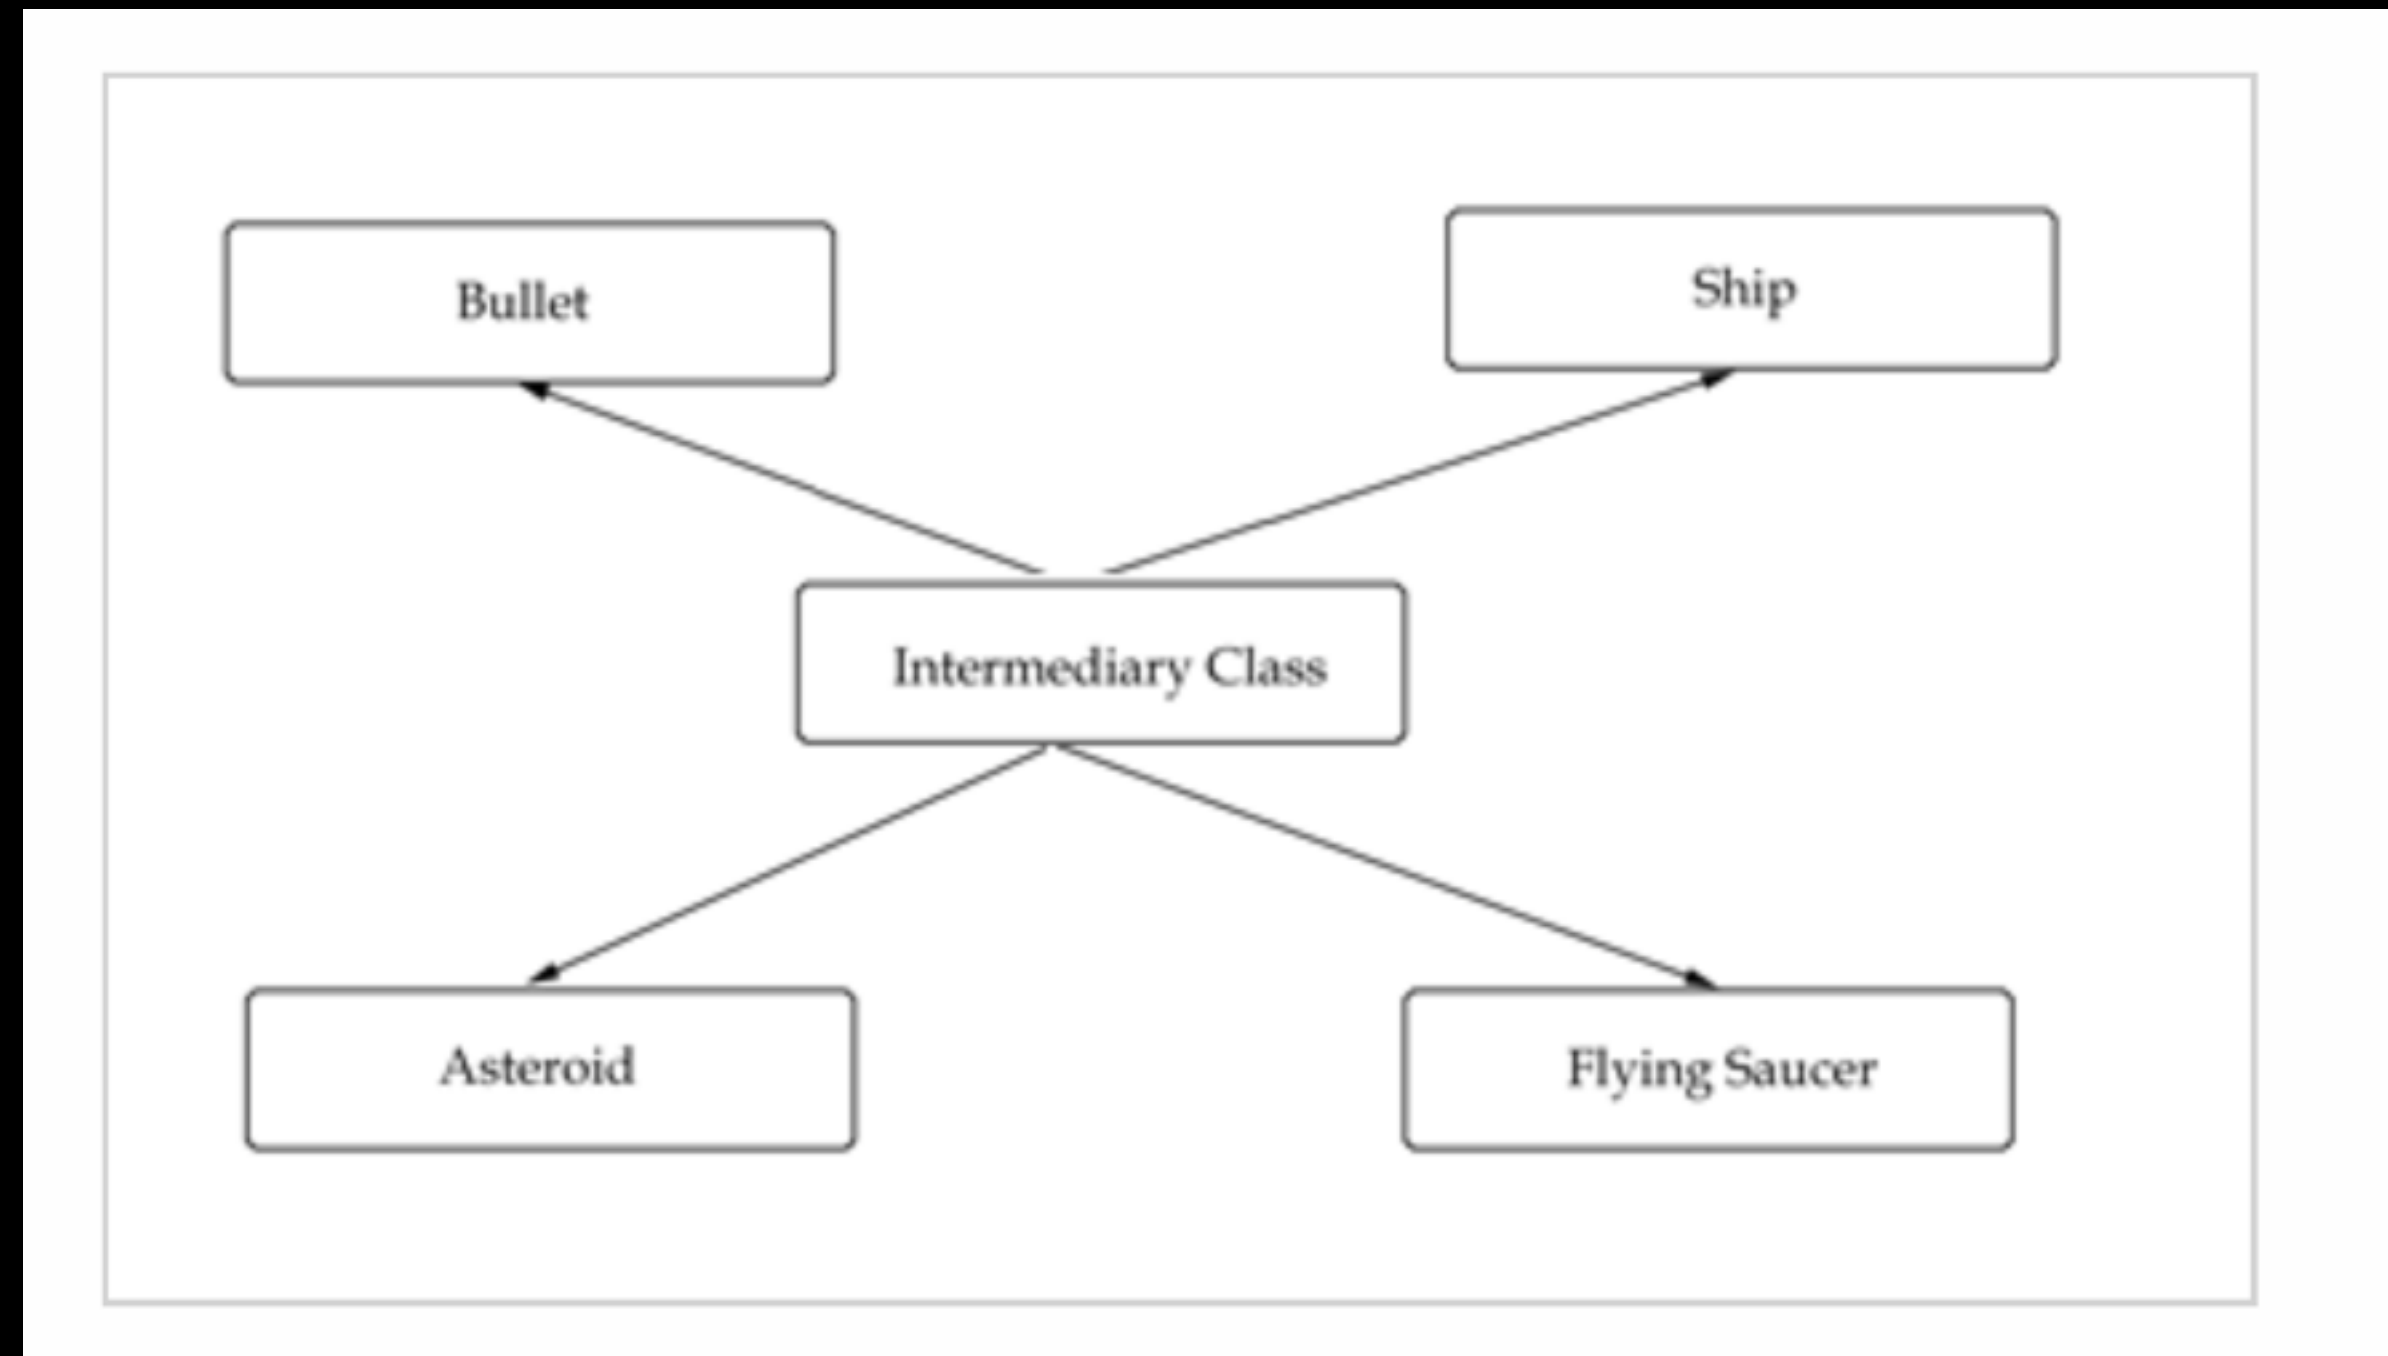 Bullet
Ship
Intermediary Class
Asteroid
Flying Saucer